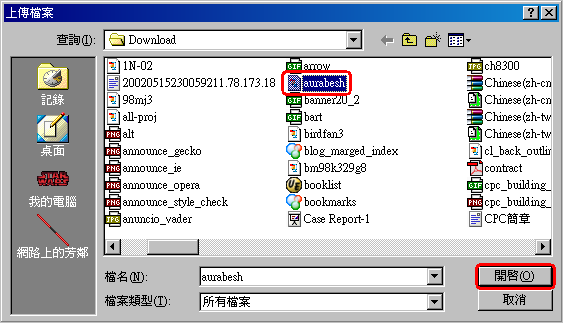 上傳檔案
查詢(I):
Download
記錄
桌面
我的電腦
網路上的芳鄰
1N-02
20020515230059211.78.173.18
98mj3
all-proj
alt
announce_gecko
announce_ie
announce_opera
announce_style_check
anuncio_vader
arrow
aurabesh
banner20_2
bart
birdfan3
blog_marged_index
bm98k329g8
booklist
bookmarks
Case Report-1
ch8300
Chinese(zh-cn
Chinese(zh-cn
Chinese(zh-tw
Chinese(zh-tw
cl_back_outlin
contract
cpc_building_
cpc_building_
CPC簡章
檔名(N):
aurabesh
開啓(O)
檔案類型(T):
所有檔案
取消